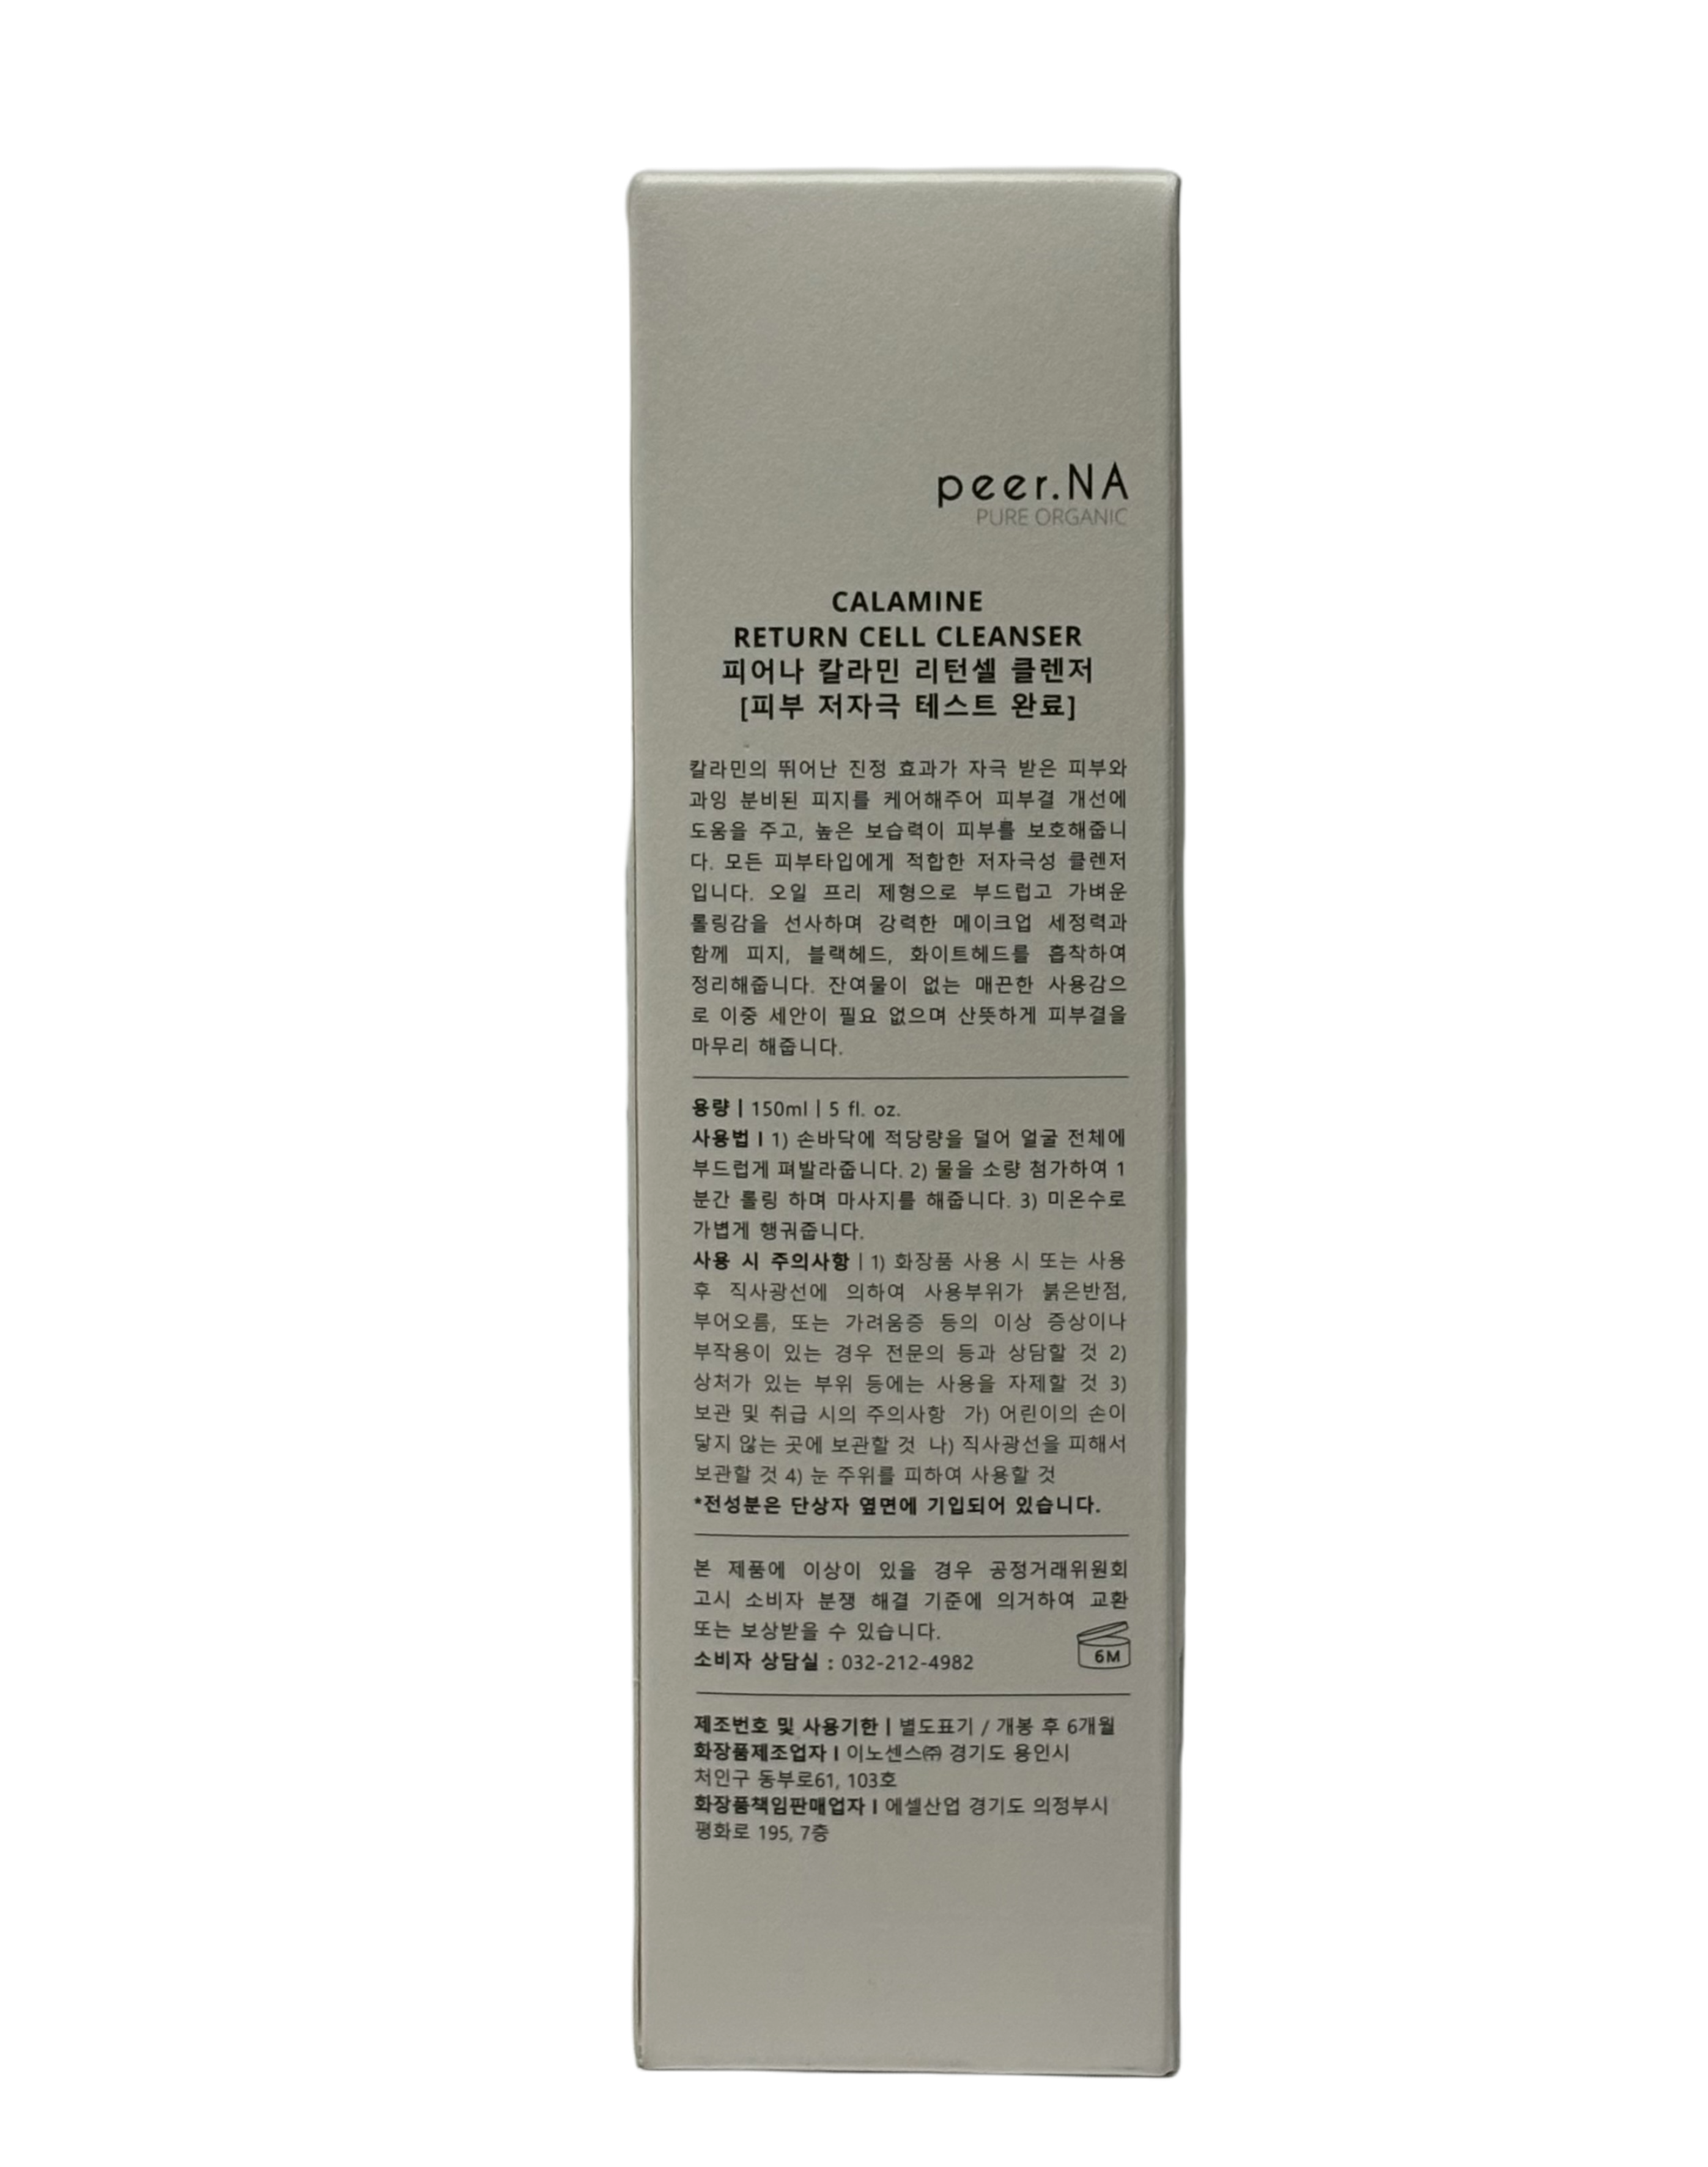 peer.NA
PURE ORGANIC
CALAMINE
RETURN CELL CLEANSER
피어나 칼라민 리턴셀 클렌저
[피부 저자극 테스트 완료]
칼라민의 뛰어난 진정 효과가 자극 받은 피부와
과잉 분비된 피지를 케어해주어 피부결 개선에
도움을 주고, 높은 보습력이 피부를 보호해줍니
다. 모든 피부타입에게 적합한 저자극성 클렌저
입니다. 오일 프리 제형으로 부드럽고 가벼운
롤링감을 선사하며 강력한 메이크업 세정력과
함께 피지, 블랙헤드, 화이트헤드를 흡착하여
정리해줍니다. 잔여물이 없는 매끈한 사용감으
로 이중 세안이 필요 없으며 산뜻하게 피부결을
마무리 해줍니다.
용량 | 150ml | 5 fl. oz.
사용법 I 1) 손바닥에 적당량을 덜어 얼굴 전체에
부드럽게 펴발라줍니다. 2) 물을 소량 첨가하여 1
분간 롤링 하며 마사지를 해줍니다. 3) 미온수로
가볍게 행궈줍니다.
사용 시 주의사항 | 1) 화장품 사용 시 또는 사용
후 직사광선에 의하여 사용부위가 붉은반점,
부어오름, 또는 가려움증 등의 이상 증상이나
부작용이 있는 경우 전문의 등과 상담할 것 2)
상처가 있는 부위 등에는 사용을 자제할 것 3)
보관 및 취급 시의 주의사항 가) 어린이의 손이
닿지 않는 곳에 보관할 것 나) 직사광선을 피해서
보관할 것 4) 눈 주위를 피하여 사용할 것
*전성분은 단상자 옆면에 기입되어 있습니다.
본 제품에 이상이 있을 경우 공정거래위원회
고시 소비자 분쟁 해결 기준에 의거하여 교환
또는 보상받을 수 있습니다.
소비자 상담실 : 032-212-4982
6M
제조번호 및 사용기한 | 별도표기 / 개봉 후 6개월
화장품제조업자 I 이노센스㈜ 경기도 용인시
처인구 동부로61, 103호
화장품책임판매업자 I 에셀산업 경기도 의정부시
평화로 195, 7층